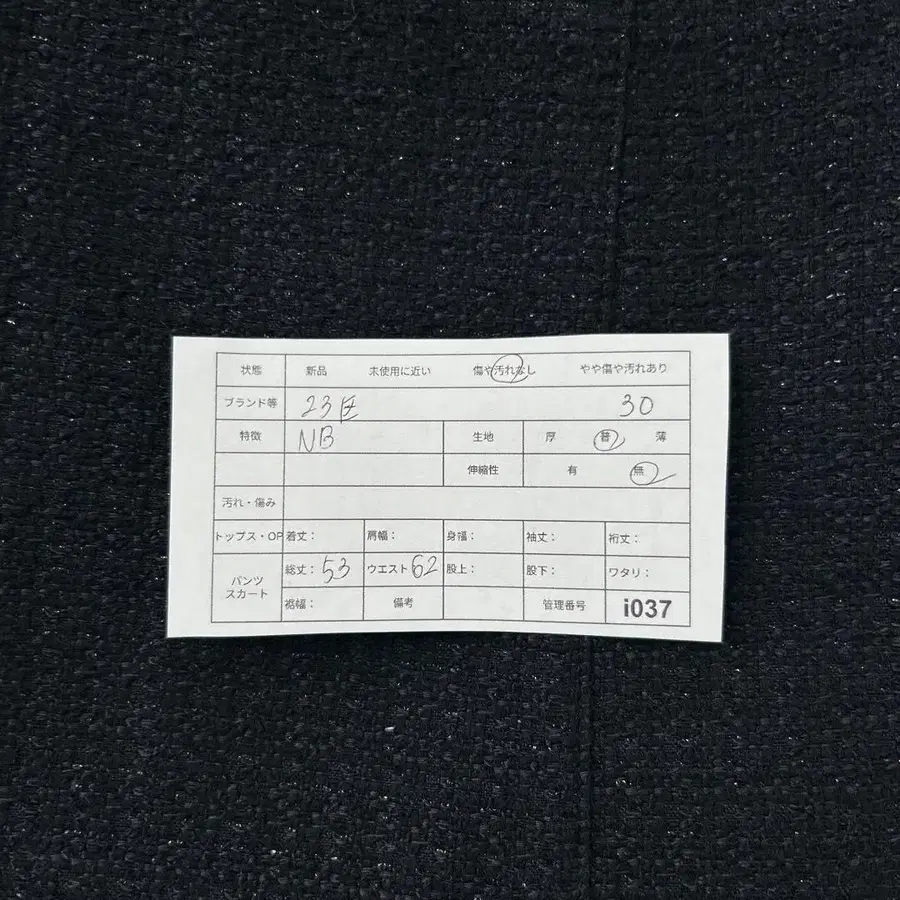 状態 新品 未使用に近い 傷や汚れなし やや傷や汚れあり
ブランド等 23区 30
特徴 NB 生地 厚 普 薄
伸縮性 有 無
汚れ・傷み
トップス・OP 着丈: 肩幅: 身幅: 袖丈: 裄丈:
パンツ スカート 総丈:53 ウエスト62 股上: 股下: ワタリ:
裾幅: 備考 管理番号 i037